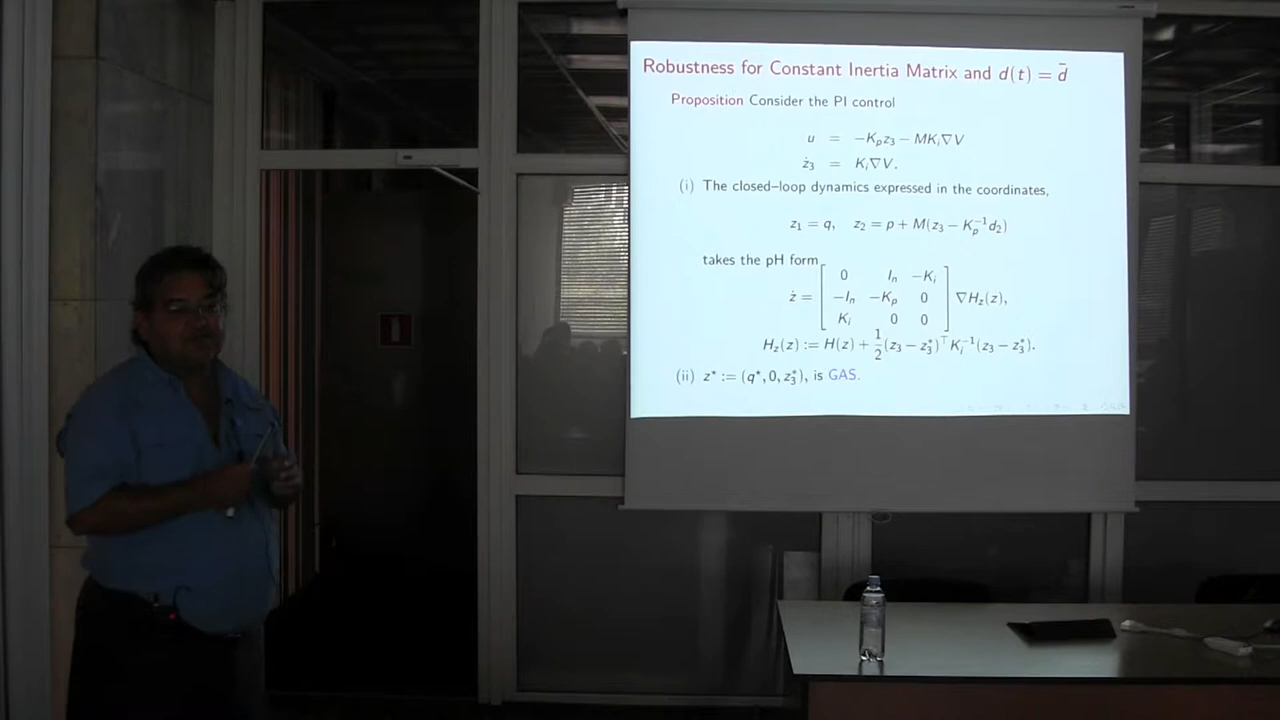 Robustness for Constant Inertia Matrix and d(t) = d̄
Proposition Consider the PI control
u = −K_p z_3 − MK_i∇V
ż_3 = K_i∇V.
(i) The closed–loop dynamics expressed in the coordinates,
z_1 = q, z_2 = p + M(z_3 − K_p^{-1}d_2)
takes the pH form
ż = [ 0 I_n −K_i
−I_n −K_p 0
K_i 0 0 ] ∇H_z(z),
H_z(z) := H(z) + 1/2(z_3 − z_3^*)^⊤ K_i^{-1}(z_3 − z_3^*).
(ii) z^* := (q^*, 0, z_3^*), is GAS.